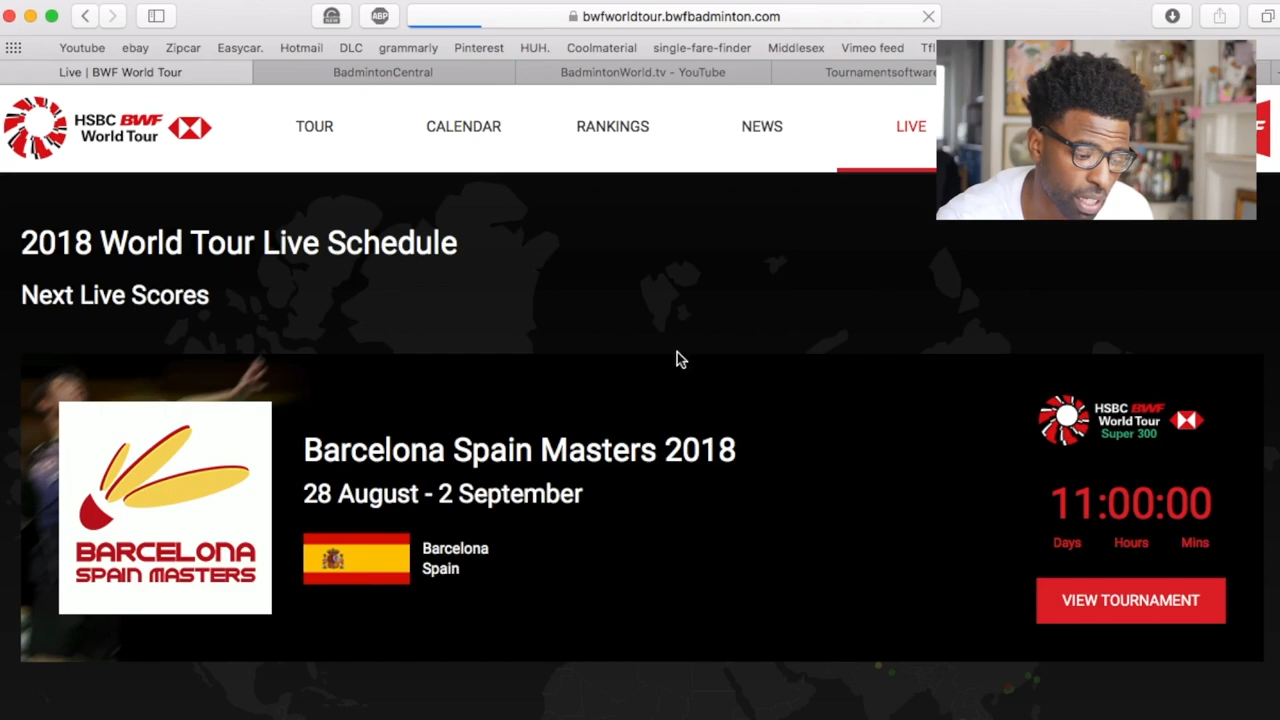 NEW
ABP
bwfworldtour.bwfbadminton.com
Youtube ebay Zipcar Easycar. Hotmail DLC grammarly Pinterest HUH. Coolmaterial single-fare-finder Middlesex Vimeo feed Tfl
Live | BWF World Tour BadmintonCentral BadmintonWorld.tv - YouTube Tournamentsoftware
HSBC BWF
World Tour
TOUR CALENDAR RANKINGS NEWS LIVE
2018 World Tour Live Schedule
Next Live Scores
BARCELONA
SPAIN MASTERS
Barcelona Spain Masters 2018
28 August - 2 September
Barcelona
Spain
HSBC BWF
World Tour
Super 300
11:00:00
Days Hours Mins
VIEW TOURNAMENT